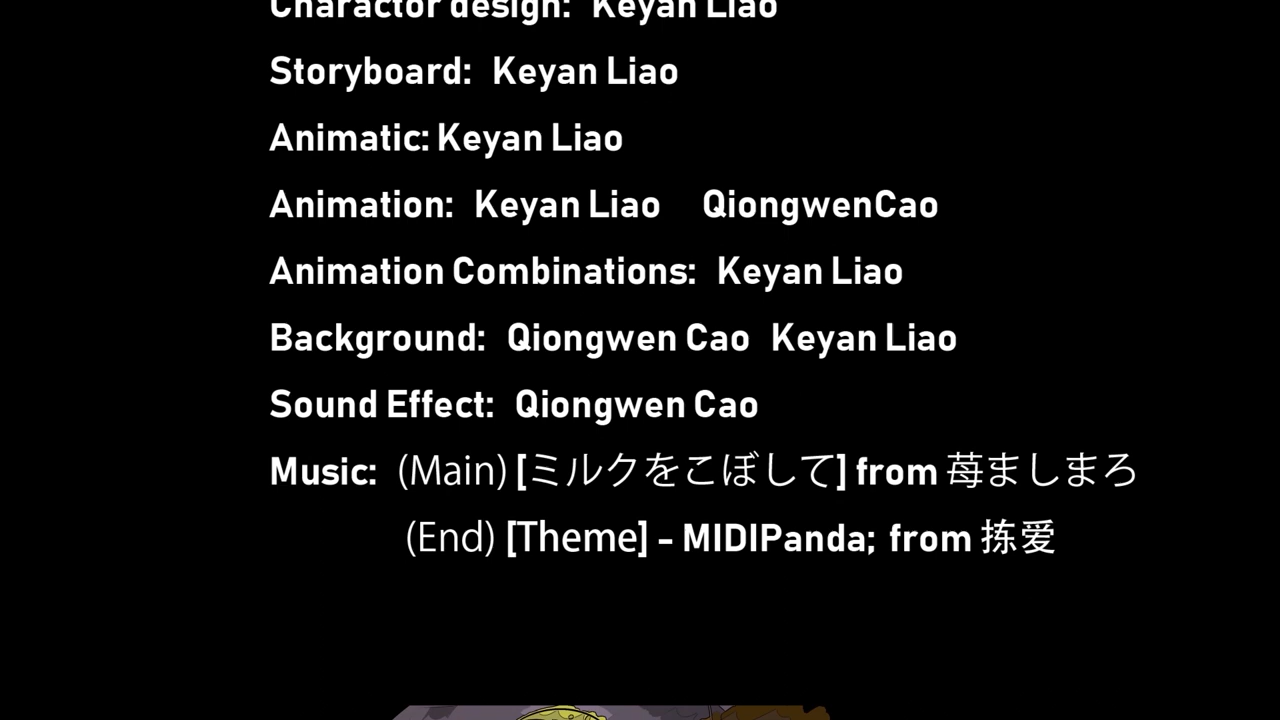 Charactor design: Keyan Liao
Storyboard: Keyan Liao
Animatic: Keyan Liao
Animation: Keyan Liao QiongwenCao
Animation Combinations: Keyan Liao
Background: Qiongwen Cao Keyan Liao
Sound Effect: Qiongwen Cao
Music: (Main) [ミルクをこぼして] from 苺ましまろ
(End) [Theme] - MIDIPanda; from 拣爱